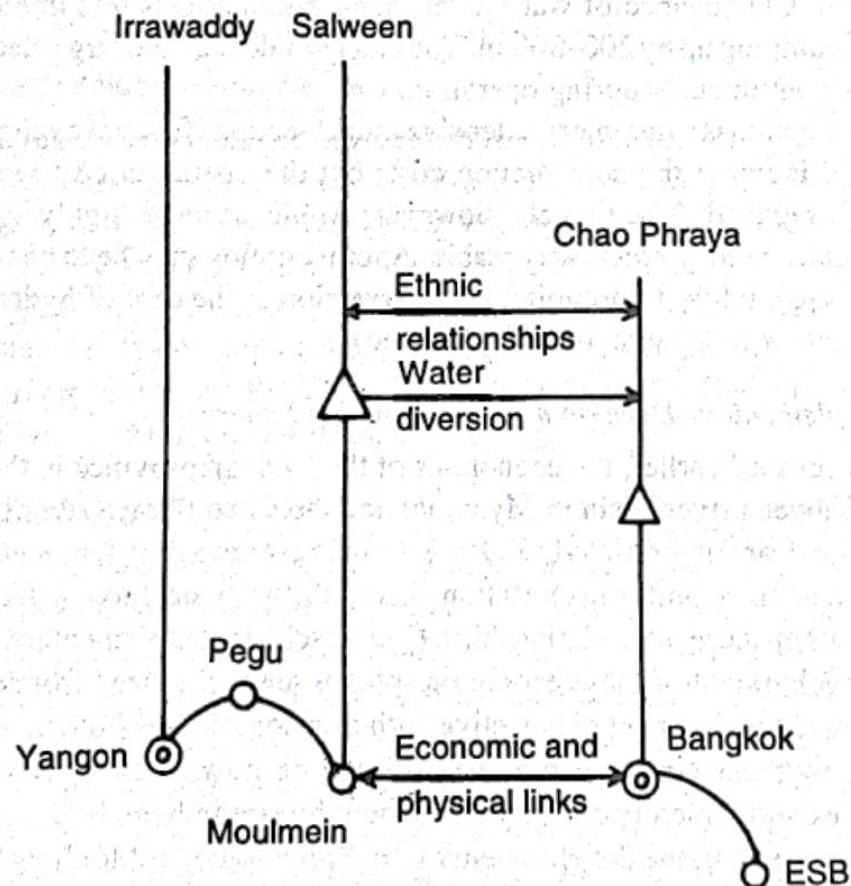 Irrawaddy
Salween
Chao Phraya
Ethnic
relationships
Water
diversion
Pegu
Yangon
Economic and
physical links
Bangkok
Moulmein
ESB